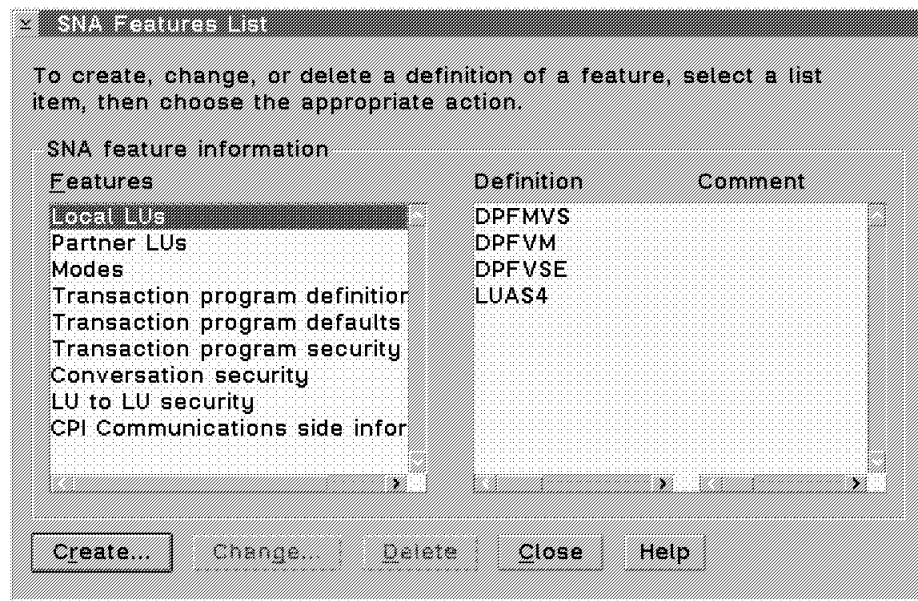 SNA Features List
To create, change, or delete a definition of a feature, select a list
item, then choose the appropriate action.
SNA feature information
Features
Definition Comment
Local LUs
Partner LUs
Modes
Transaction program definition
Transaction program defaults
Transaction program security
Conversation security
LU to LU security
CPI Communications side infor
DPFMVS
DPFVM
DPFVSE
LUAS4
Create... Change... Delete Close Help